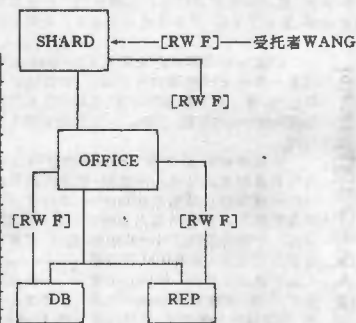 SHARD
[RW F]
受托者WANG
[RW F]
OFFICE
[RW F]
[RW F]
DB
REP